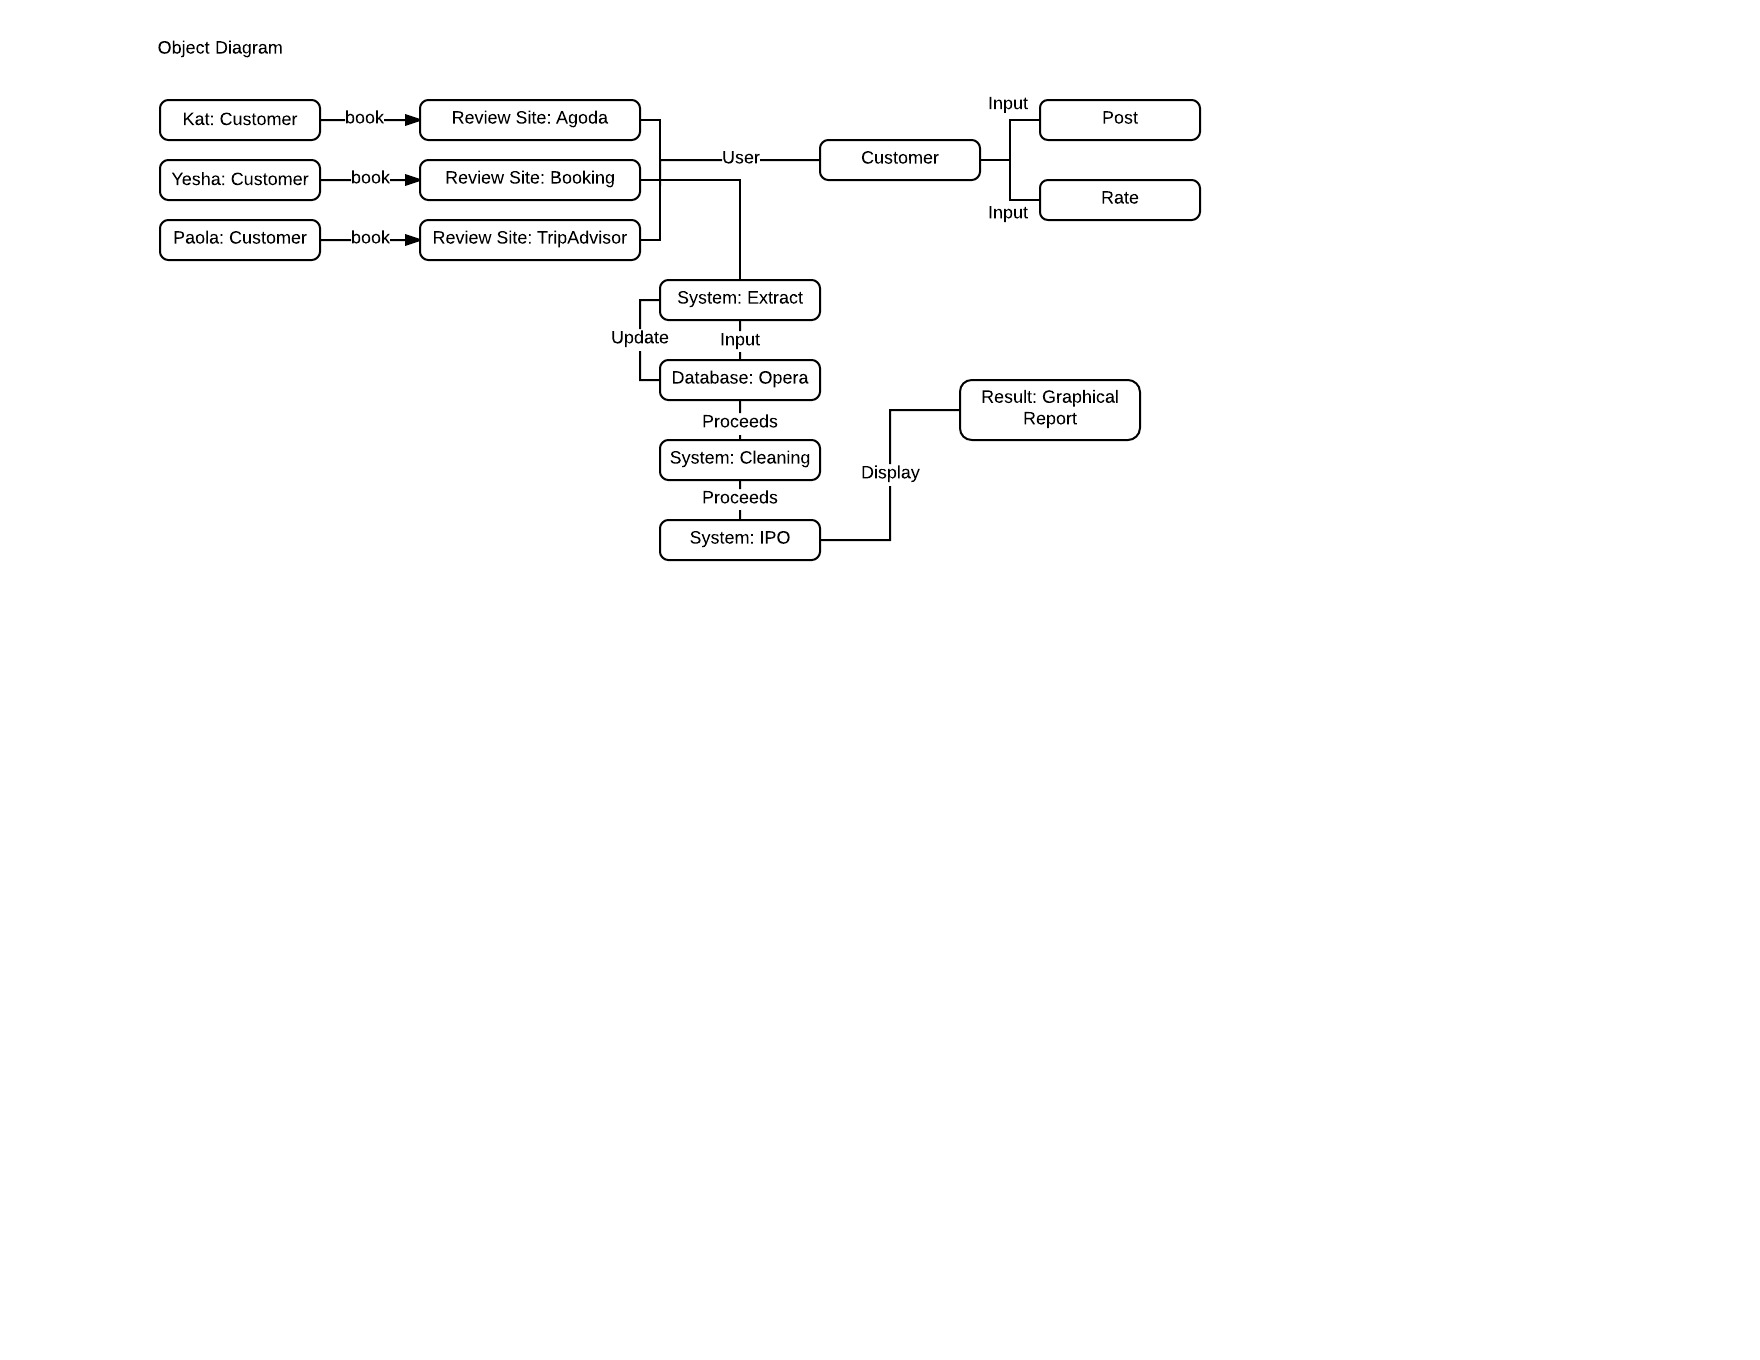 Object Diagram
Kat: Customer
book
Review Site: Agoda
Input
Post
Yesha: Customer
book
Review Site: Booking
User
Customer
Input
Rate
Paola: Customer
book
Review Site: TripAdvisor
System: Extract
Update
Input
Database: Opera
Proceeds
System: Cleaning
Proceeds
System: IPO
Display
Result: Graphical
Report